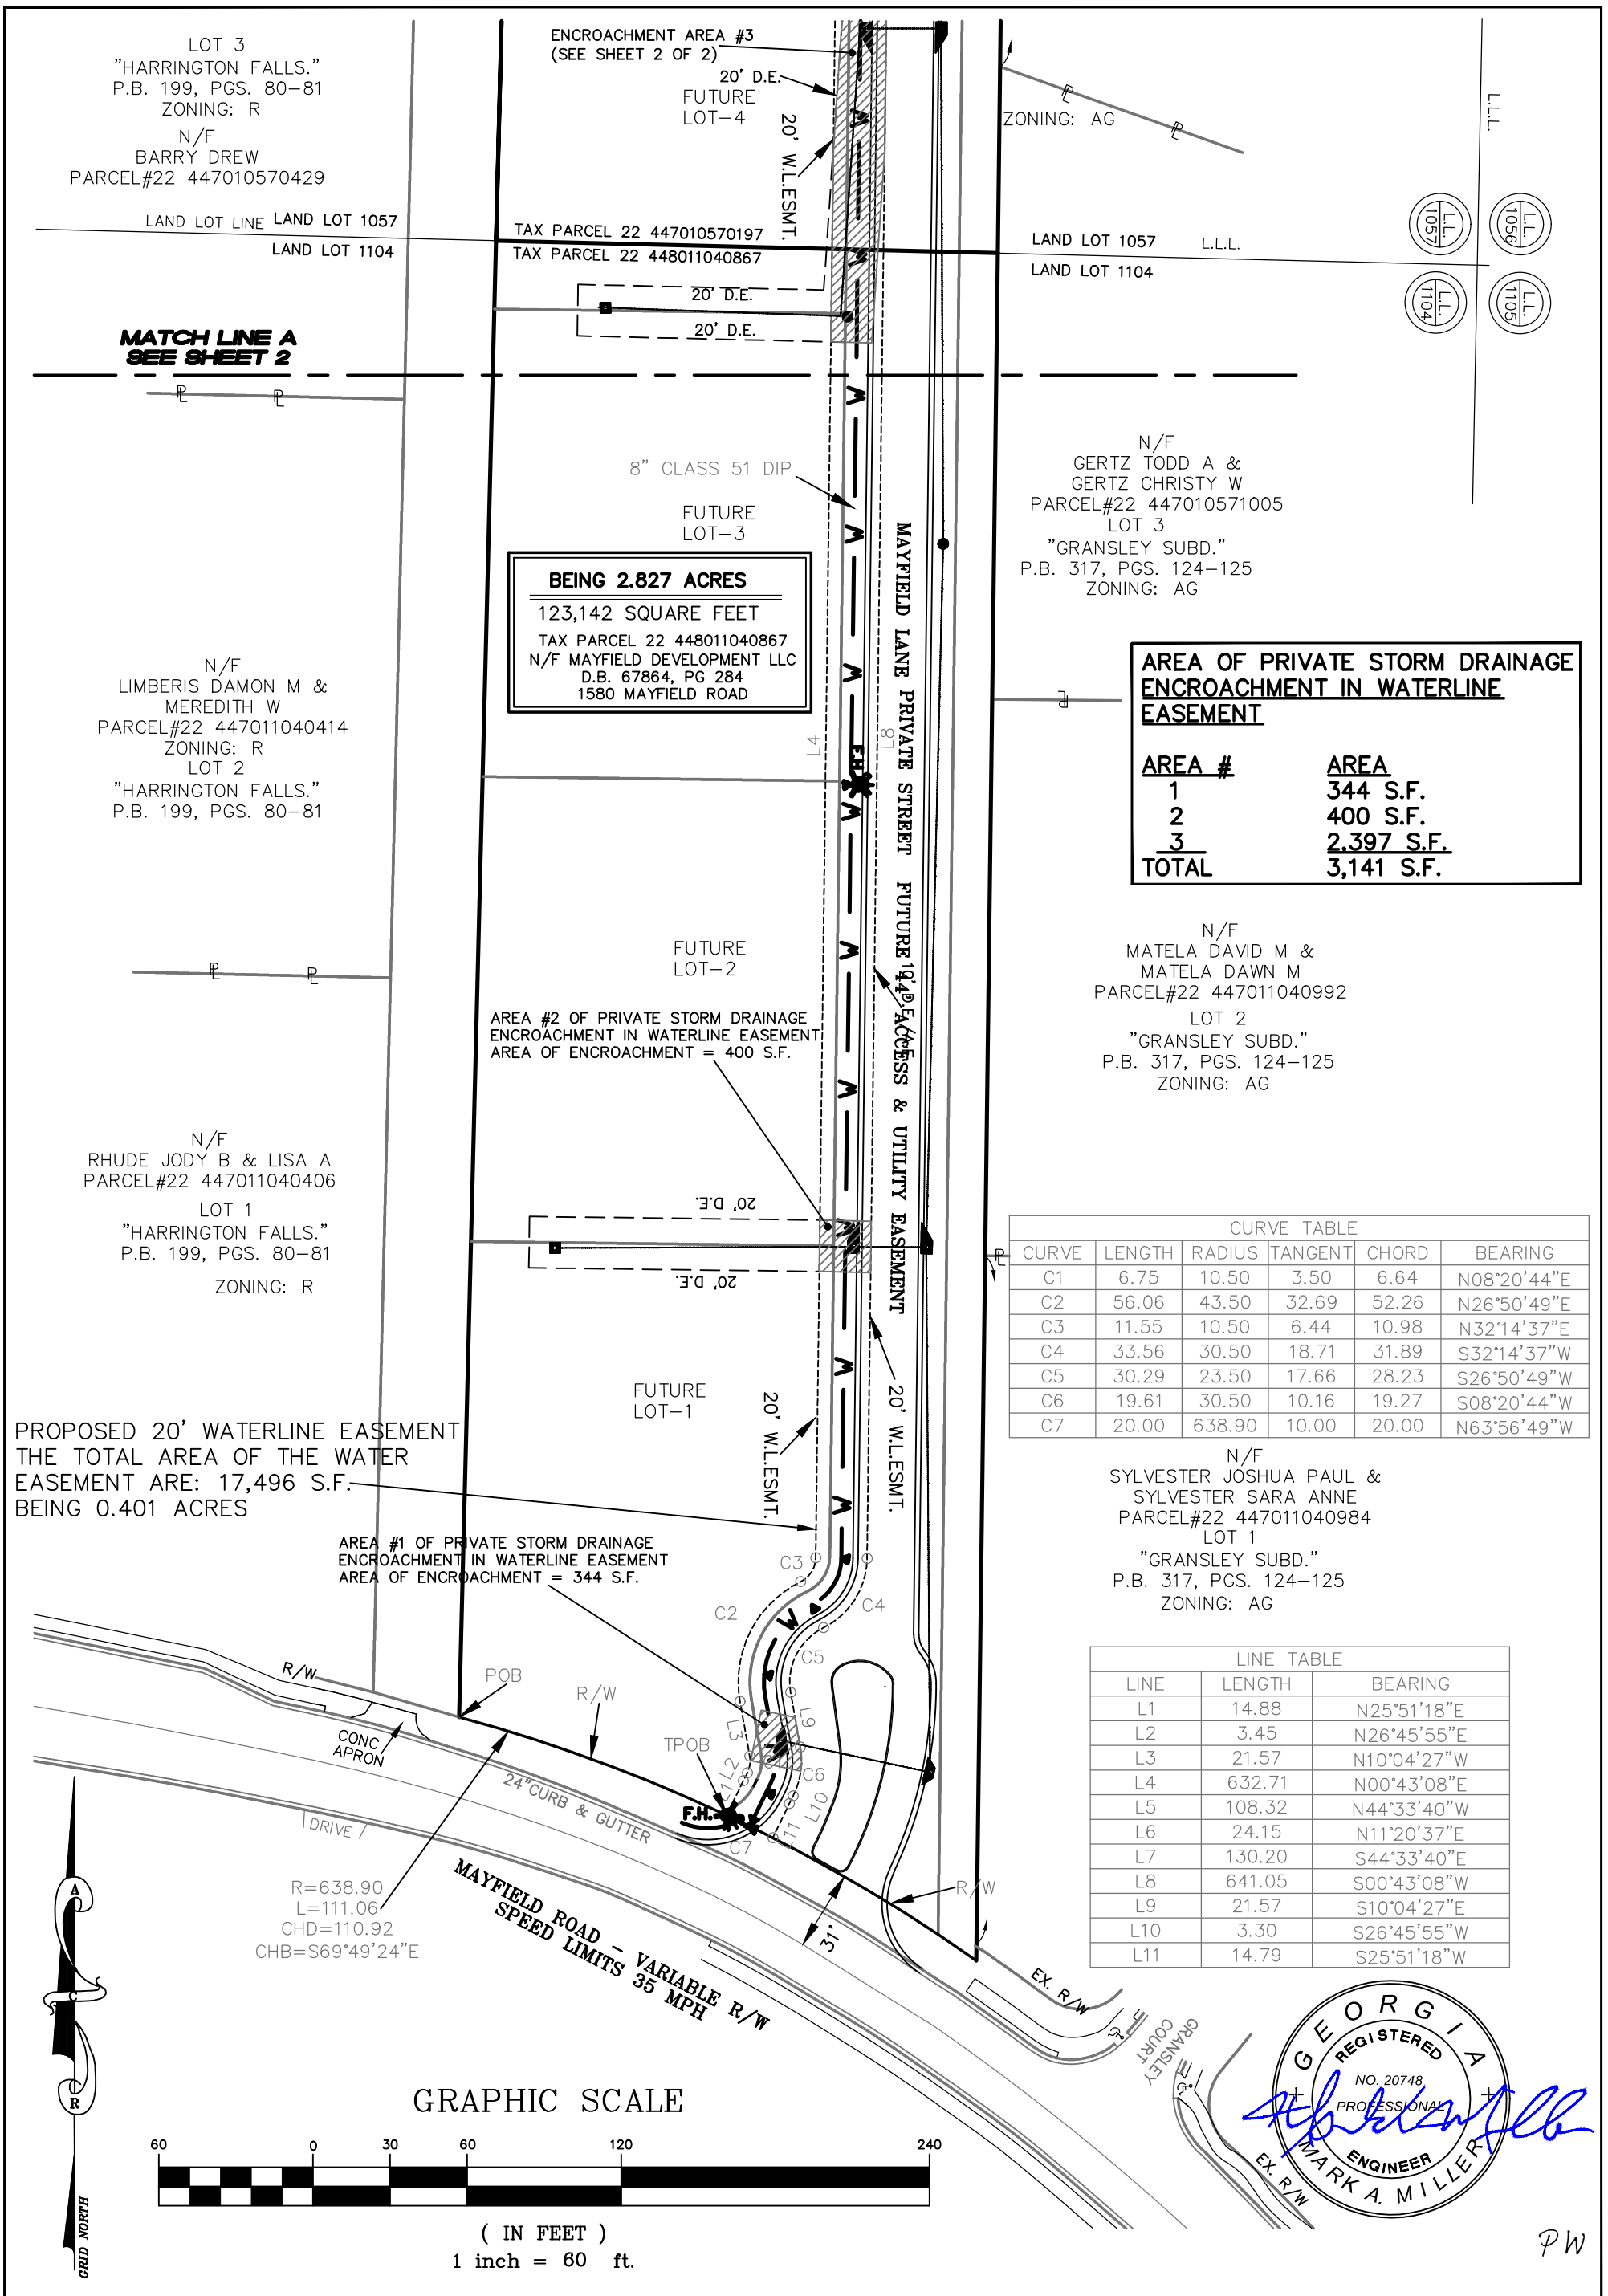 LOT 3
"HARRINGTON FALLS."
P.B. 199, PGS. 80-81
ZONING: R
N/F
BARRY DREW
PARCEL#22 447010570429
ENCROACHMENT AREA #3
(SEE SHEET 2 OF 2)
20' D.E.
FUTURE
LOT-4
20' W.L.ESMT.
ZONING: AG
L.L.L.
L.L. 1057
L.L. 1056
L.L. 1104
L.L. 1105
LAND LOT LINE LAND LOT 1057
LAND LOT 1104
TAX PARCEL 22 447010570197
TAX PARCEL 22 448011040867
LAND LOT 1057 L.L.L.
LAND LOT 1104
20' D.E.
20' D.E.
MATCH LINE A
SEE SHEET 2
8" CLASS 51 DIP
FUTURE
LOT-3
BEING 2.827 ACRES
123,142 SQUARE FEET
TAX PARCEL 22 448011040867
N/F MAYFIELD DEVELOPMENT LLC
D.B. 67864, PG 284
1580 MAYFIELD ROAD
N/F
GERTZ TODD A &
GERTZ CHRISTY W
PARCEL#22 447010571005
LOT 3
"GRANSLEY SUBD."
P.B. 317, PGS. 124-125
ZONING: AG
N/F
LIMBERIS DAMON M &
MEREDITH W
PARCEL#22 447011040414
ZONING: R
LOT 2
"HARRINGTON FALLS."
P.B. 199, PGS. 80-81
L4
L8
F.H.
MAYFIELD LANE PRIVATE STREET FUTURE 44' ACCESS & UTILITY EASEMENT
AREA OF PRIVATE STORM DRAINAGE
ENCROACHMENT IN WATERLINE
EASEMENT
AREA # AREA
1 344 S.F.
2 400 S.F.
3 2,397 S.F.
TOTAL 3,141 S.F.
FUTURE
LOT-2
N/F
MATELA DAVID M &
MATELA DAWN M
PARCEL#22 447011040992
LOT 2
"GRANSLEY SUBD."
P.B. 317, PGS. 124-125
ZONING: AG
AREA #2 OF PRIVATE STORM DRAINAGE
ENCROACHMENT IN WATERLINE EASEMENT
AREA OF ENCROACHMENT = 400 S.F.
N/F
RHUDE JODY B & LISA A
PARCEL#22 447011040406
LOT 1
"HARRINGTON FALLS."
P.B. 199, PGS. 80-81
ZONING: R
20' D.E.
20' D.E.
CURVE TABLE
CURVE LENGTH RADIUS TANGENT CHORD BEARING
C1 6.75 10.50 3.50 6.64 N08°20'44"E
C2 56.06 43.50 32.69 52.26 N26°50'49"E
C3 11.55 10.50 6.44 10.98 N32°14'37"E
C4 33.56 30.50 18.71 31.89 S32°14'37"W
C5 30.29 23.50 17.66 28.23 S26°50'49"W
C6 19.61 30.50 10.16 19.27 S08°20'44"W
C7 20.00 638.90 10.00 20.00 N63°56'49"W
FUTURE
LOT-1
20' W.L.ESMT.
20' W.L.ESMT.
PROPOSED 20' WATERLINE EASEMENT
THE TOTAL AREA OF THE WATER
EASEMENT ARE: 17,496 S.F.
BEING 0.401 ACRES
N/F
SYLVESTER JOSHUA PAUL &
SYLVESTER SARA ANNE
PARCEL#22 447011040984
LOT 1
"GRANSLEY SUBD."
P.B. 317, PGS. 124-125
ZONING: AG
AREA #1 OF PRIVATE STORM DRAINAGE
ENCROACHMENT IN WATERLINE EASEMENT
AREA OF ENCROACHMENT = 344 S.F.
C3
C2
C4
C5
R/W
POB
R/W
CONC
APRON
TPOB
L3
L9
L2
L1
C6
L10
L11
C7
F.H.
24"CURB & GUTTER
DRIVE
R=638.90
L=111.06
CHD=110.92
CHB=S69°49'24"E
MAYFIELD ROAD - VARIABLE R/W
SPEED LIMITS 35 MPH
31'
R/W
EX. R/W
GRANSLEY
COURT
EX. R/W
LINE TABLE
LINE LENGTH BEARING
L1 14.88 N25°51'18"E
L2 3.45 N26°45'55"E
L3 21.57 N10°04'27"W
L4 632.71 N00°43'08"E
L5 108.32 N44°33'40"W
L6 24.15 N11°20'37"E
L7 130.20 S44°33'40"E
L8 641.05 S00°43'08"W
L9 21.57 S10°04'27"E
L10 3.30 S26°45'55"W
L11 14.79 S25°51'18"W
GEORGIA
REGISTERED
NO. 20748
PROFESSIONAL
ENGINEER
MARK A. MILLER
A
C
R
GRID NORTH
GRAPHIC SCALE
60 0 30 60 120 240
( IN FEET )
1 inch = 60 ft.
PW